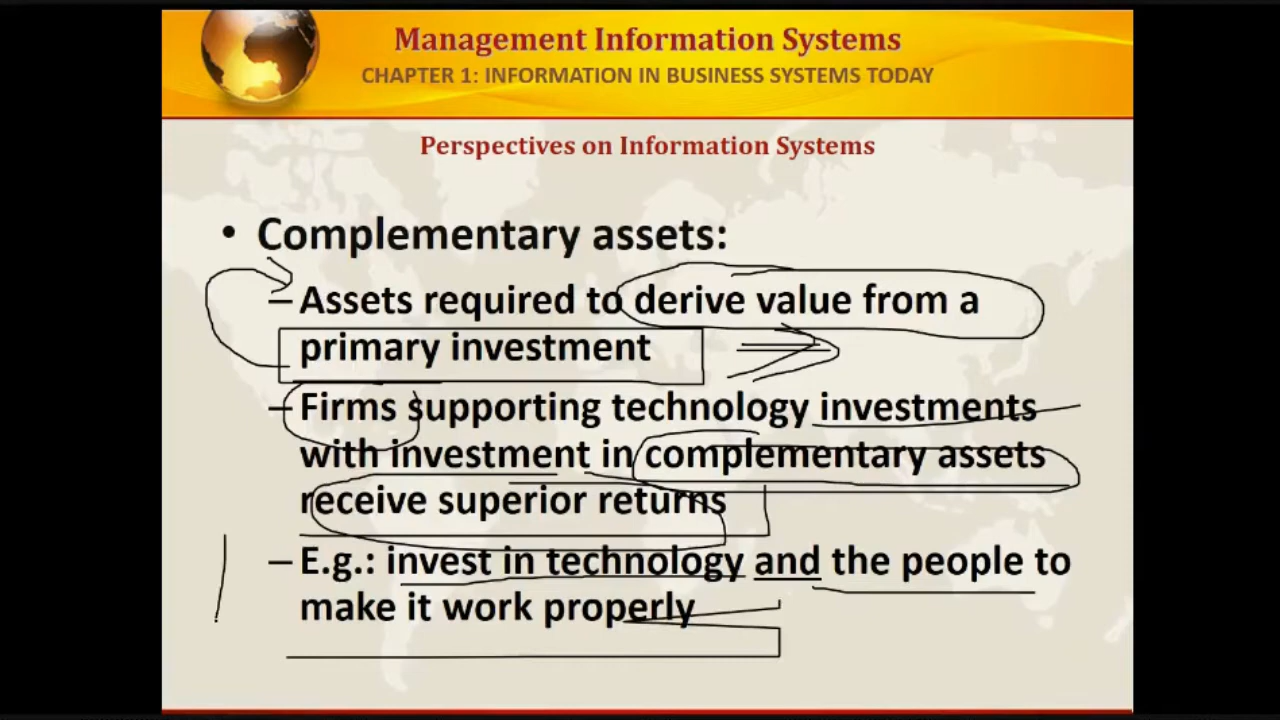 Management Information Systems
CHAPTER 1: INFORMATION IN BUSINESS SYSTEMS TODAY
Perspectives on Information Systems
• Complementary assets:
– Assets required to derive value from a
primary investment
– Firms supporting technology investments
with investment in complementary assets
receive superior returns
– E.g.: invest in technology and the people to
make it work properly